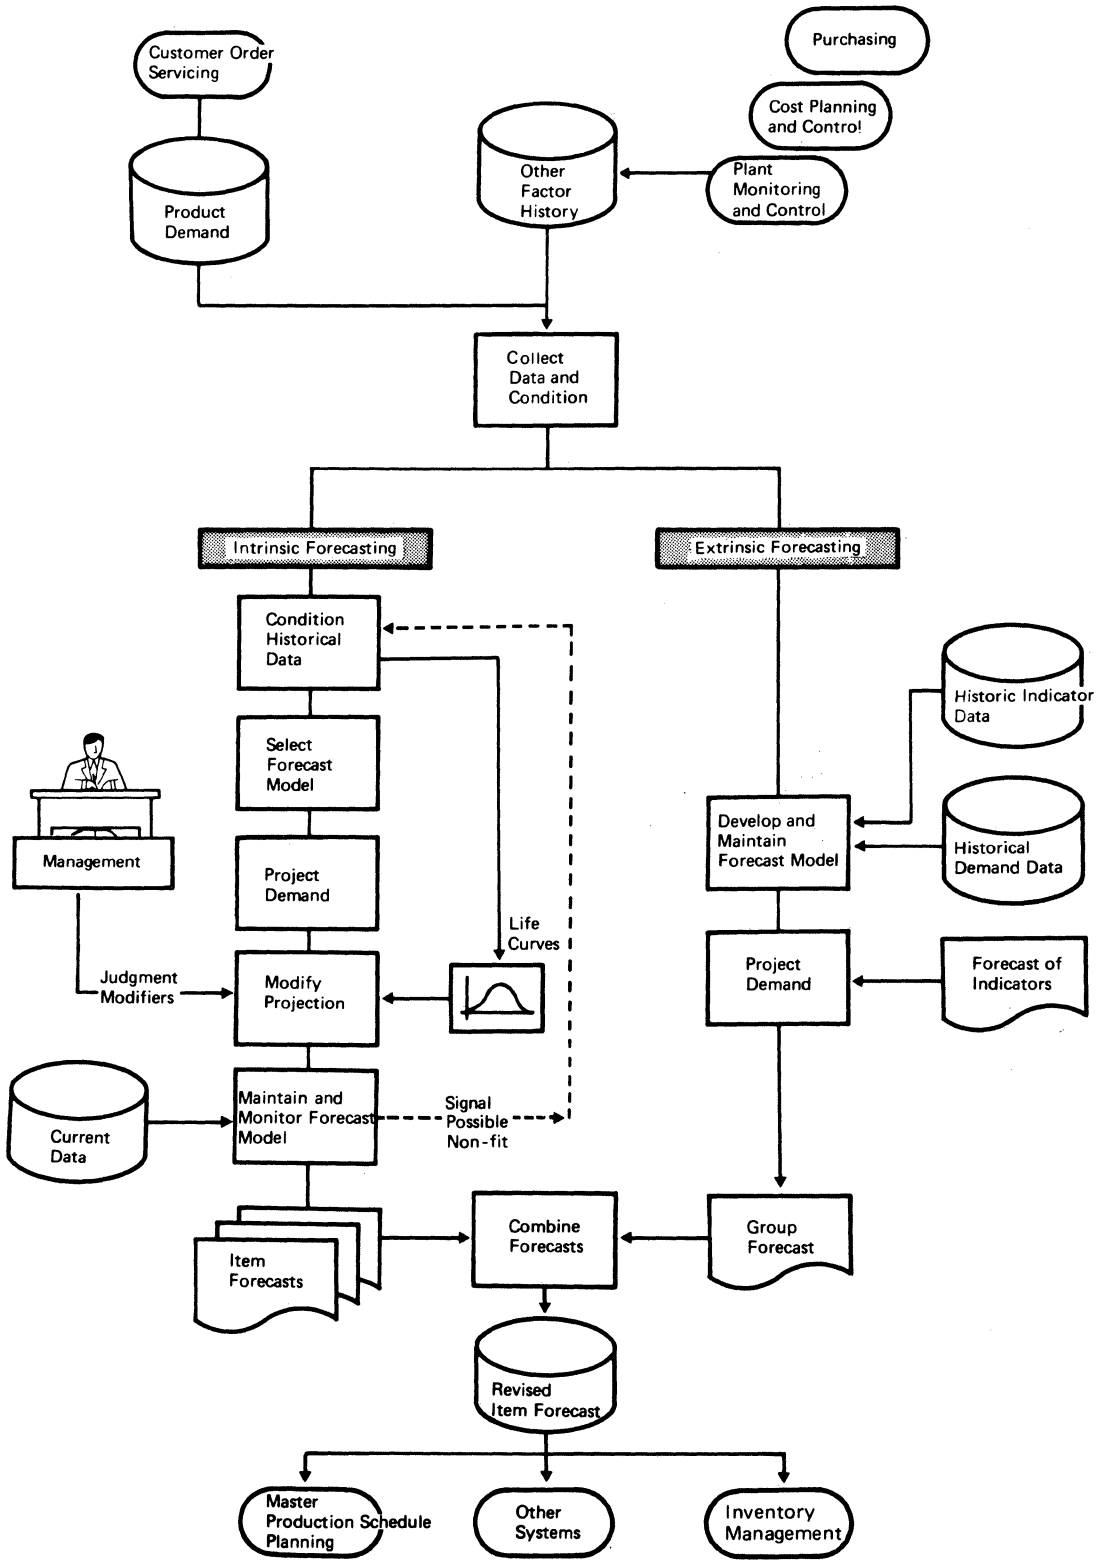 Customer Order
Servicing
Purchasing
Cost Planning
and Control
Plant
Monitoring
and Control
Other
Factor
History
Product
Demand
Collect
Data and
Condition
Intrinsic Forecasting
Extrinsic Forecasting
Condition
Historical
Data
Historic Indicator
Data
Select
Forecast
Model
Develop and
Maintain
Forecast Model
Historical
Demand Data
Management
Project
Demand
Life
Curves
Judgment
Modifiers
Modify
Projection
Project
Demand
Forecast of
Indicators
Current
Data
Maintain and
Monitor Forecast
Model
Signal
Possible
Non-fit
Item
Forecasts
Combine
Forecasts
Group
Forecast
Revised
Item Forecast
Master
Production Schedule
Planning
Other
Systems
Inventory
Management